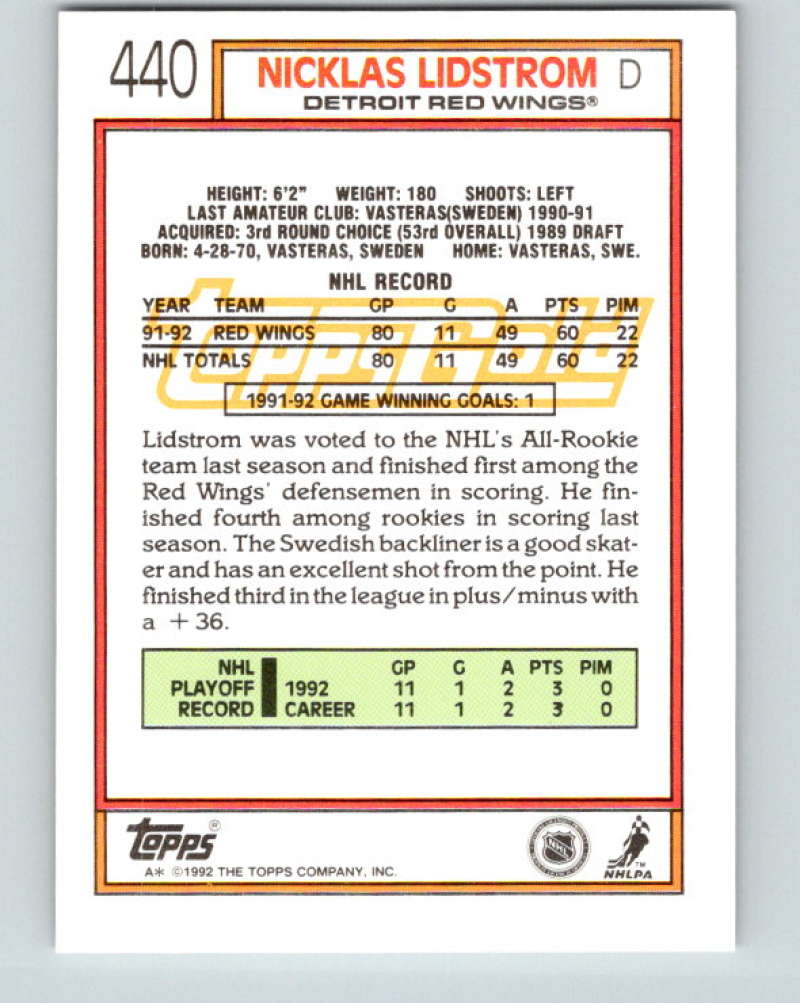 440
NICKLAS LIDSTROM D
DETROIT RED WINGS®
HEIGHT: 6'2" WEIGHT: 180 SHOOTS: LEFT
LAST AMATEUR CLUB: VASTERAS(SWEDEN) 1990-91
ACQUIRED: 3rd ROUND CHOICE (53rd OVERALL) 1989 DRAFT
BORN: 4-28-70, VASTERAS, SWEDEN HOME: VASTERAS, SWE.
NHL RECORD
Topps Gold
YEAR TEAM GP G A PTS PIM
91-92 RED WINGS 80 11 49 60 22
NHL TOTALS 80 11 49 60 22
1991-92 GAME WINNING GOALS: 1
Lidstrom was voted to the NHL's All-Rookie
team last season and finished first among the
Red Wings' defensemen in scoring. He fin-
ished fourth among rookies in scoring last
season. The Swedish backliner is a good skat-
er and has an excellent shot from the point. He
finished third in the league in plus/minus with
a +36.
NHL GP G A PTS PIM
PLAYOFF 1992 11 1 2 3 0
RECORD CAREER 11 1 2 3 0
Topps®
A* ©1992 THE TOPPS COMPANY, INC.
NHL
TM
NHLPA